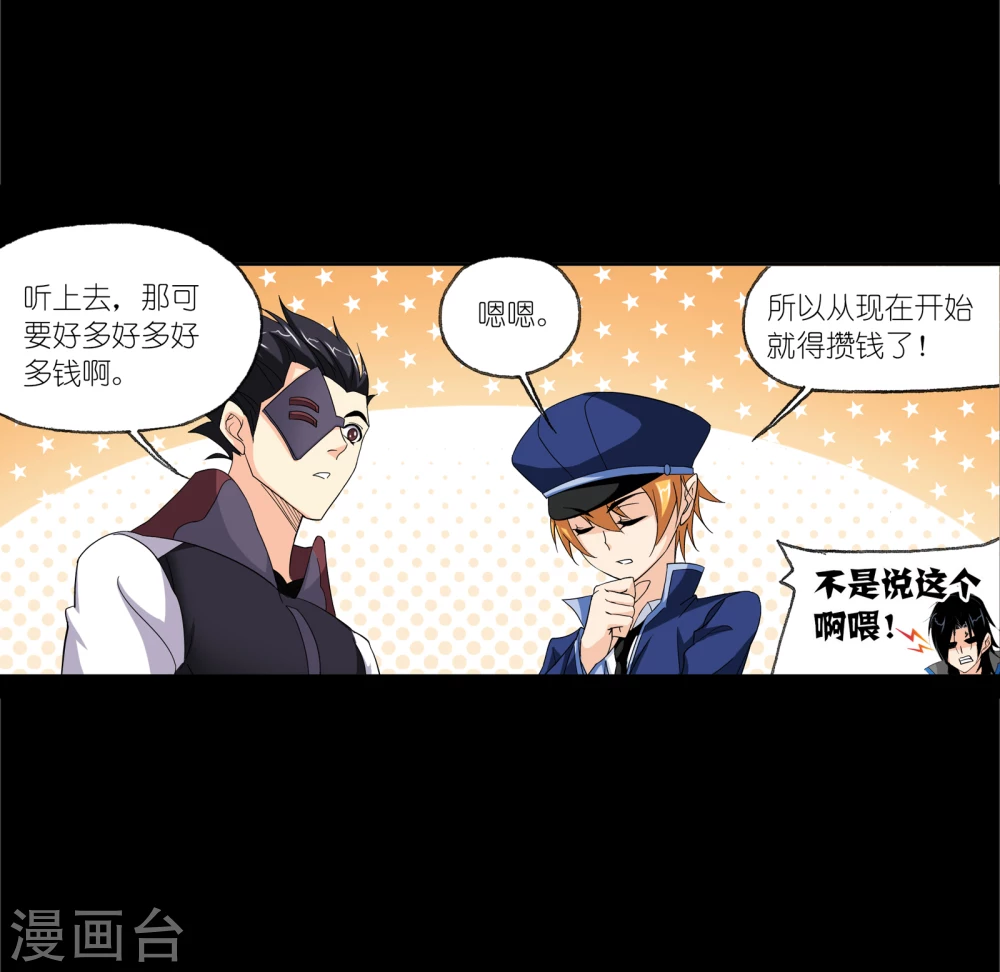 听上去，那可
要好多好多好
多钱啊。
嗯嗯。
所以从现在开始
就得攒钱了！
不是说这个
啊喂！
漫画台